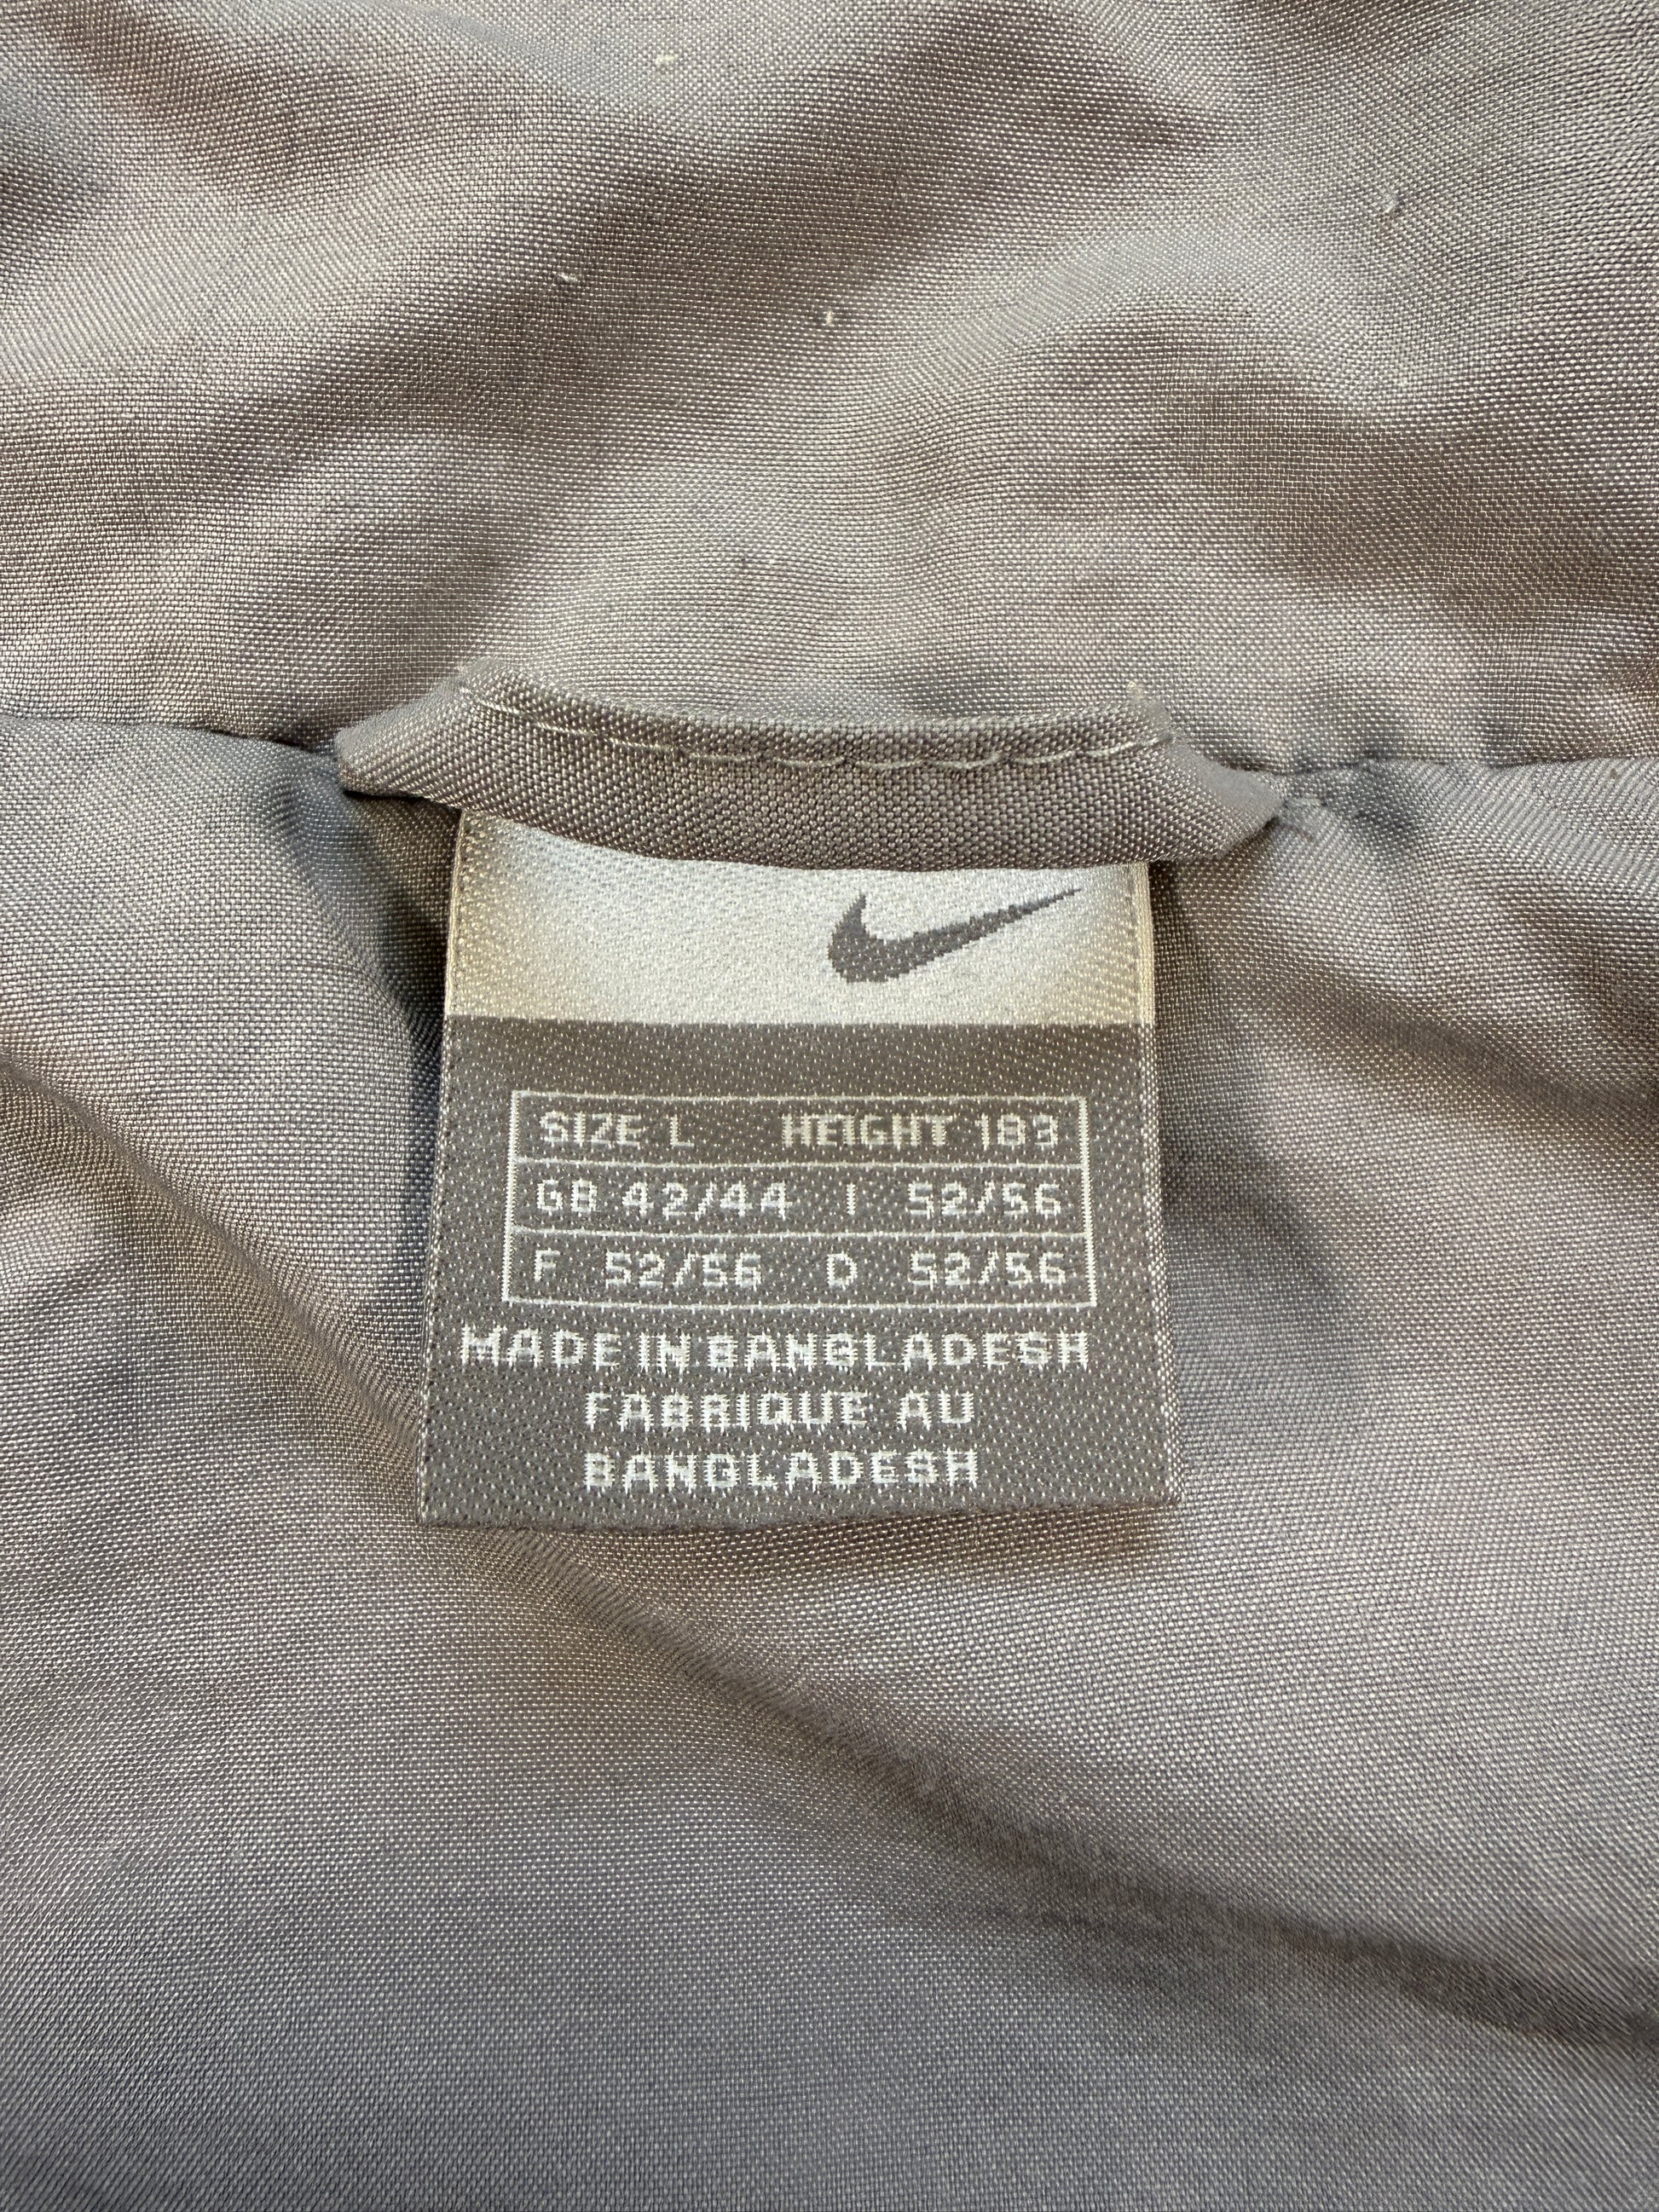 SIZE L HEIGHT 183
GB 42/44 I 52/56
F 52/56 D 52/56
MADE IN BANGLADESH
FABRIQUE AU
BANGLADESH